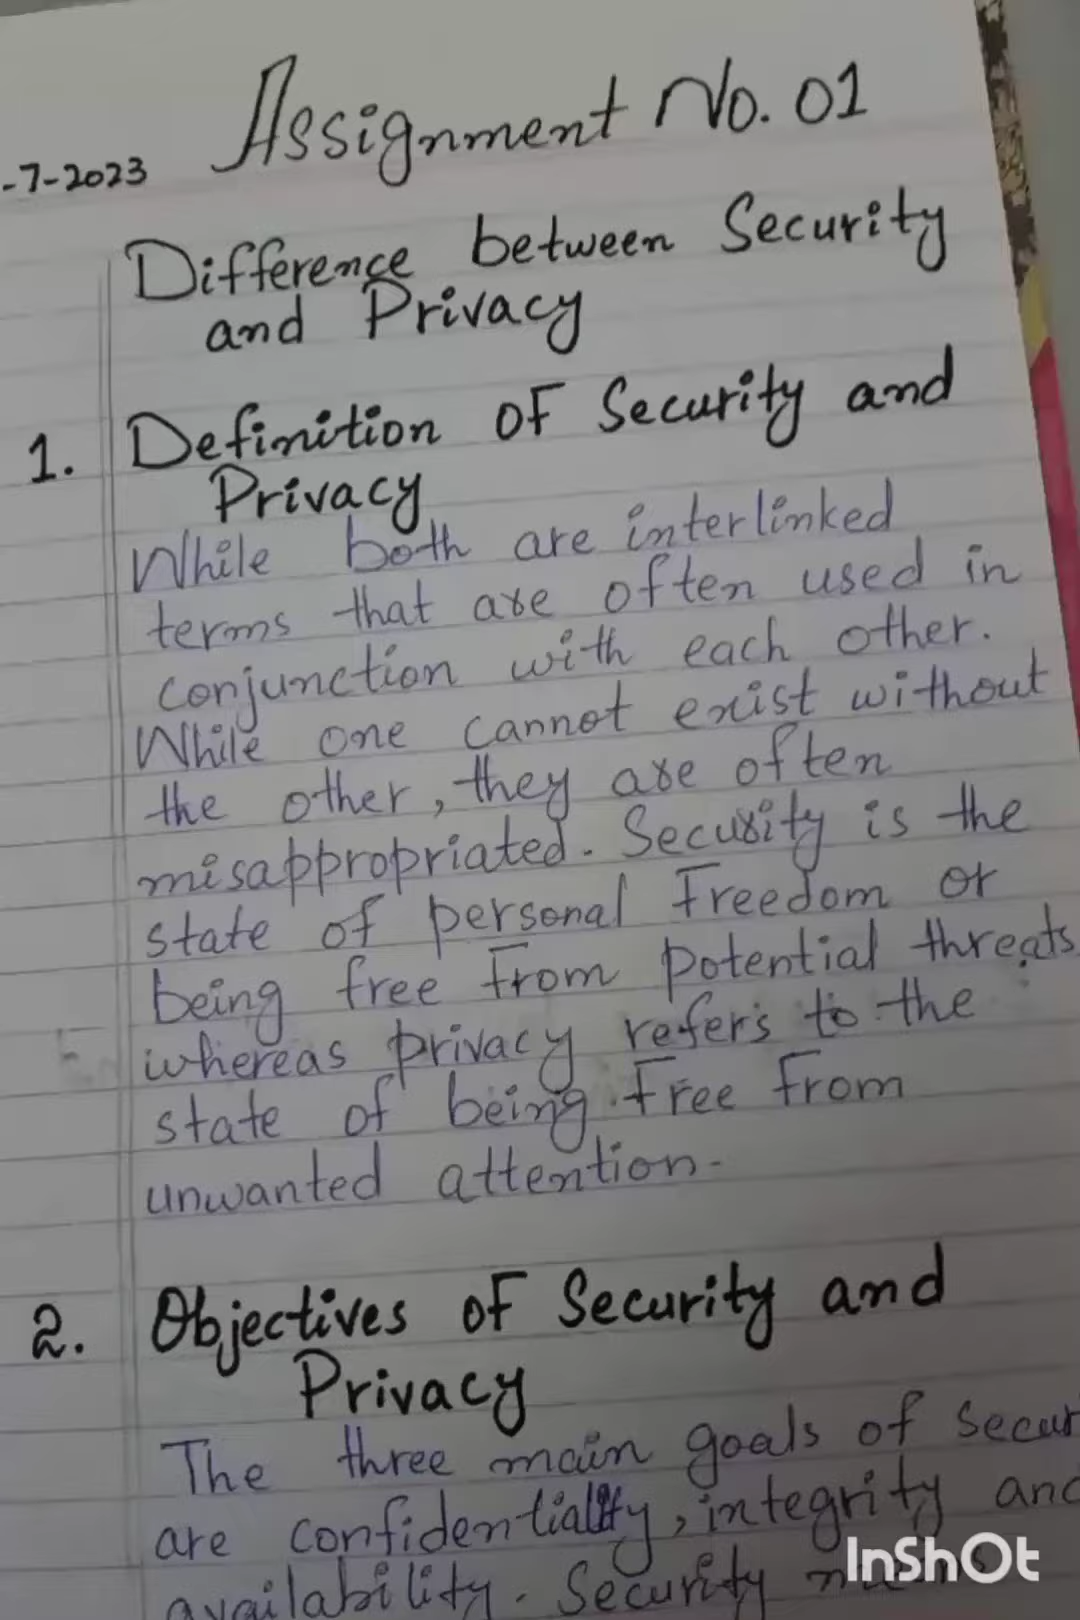 Assignment No. 01
-7-2023
Difference between Security
and Privacy
1. Definition of Security and
Privacy
While both are interlinked
terms that are often used in
conjunction with each other.
While one cannot exist without
the other, they are often
misappropriated. Security is the
state of personal freedom or
being free from potential threats
whereas privacy refers to the
state of being free from
unwanted attention.
2. Objectives of Security and
Privacy
The three main goals of secur
are confidentiality, integrity and
availability. Security
InShOt